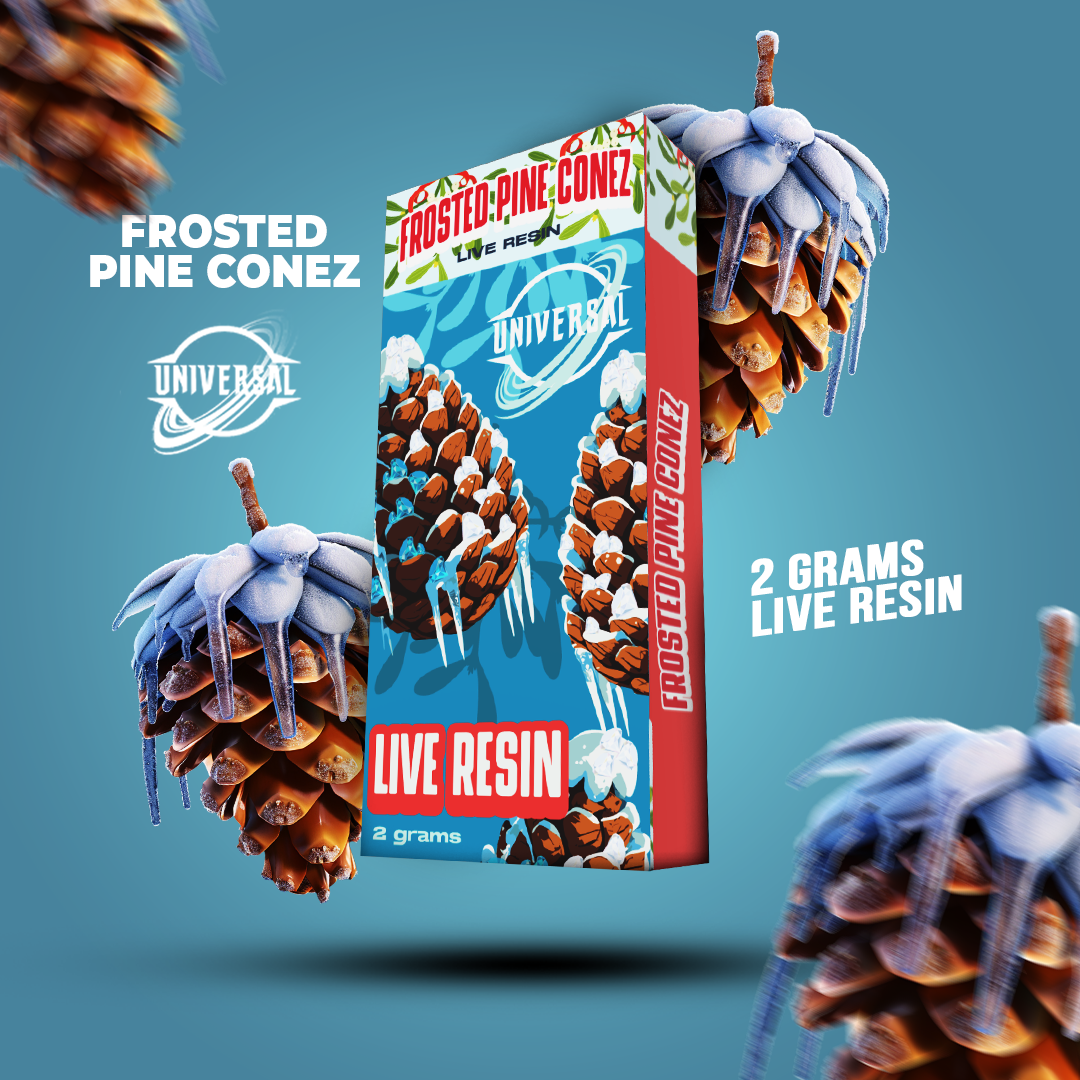 FROSTED
PINE CONEZ
UNIVERSAL
FROSTED PINE CONEZ
LIVE RESIN
UNIVERSAL
FROSTED PINE CONEZ
LIVE RESIN
2 grams
2 GRAMS
LIVE RESIN